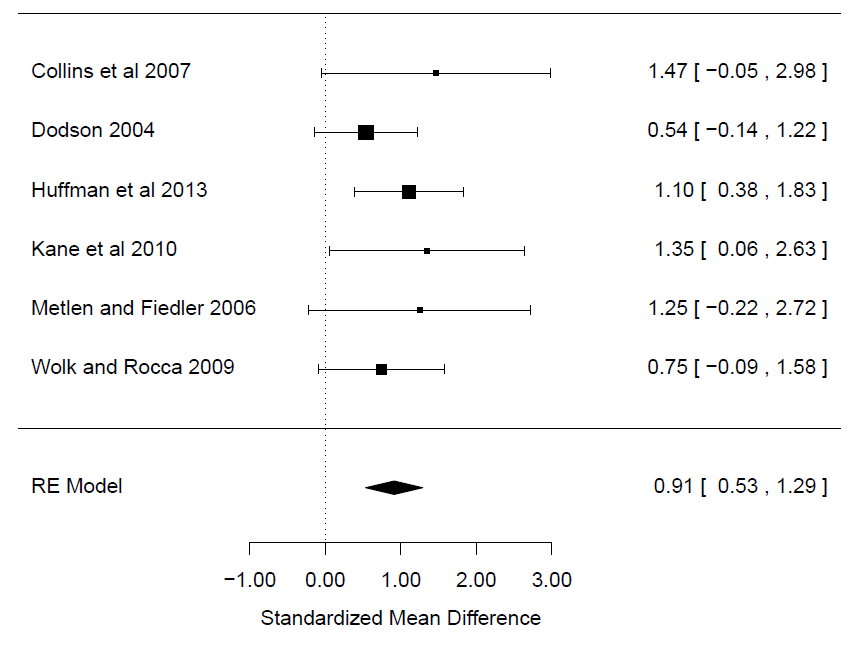 Collins et al 2007 1.47 [ −0.05 , 2.98 ]
Dodson 2004 0.54 [ −0.14 , 1.22 ]
Huffman et al 2013 1.10 [ 0.38 , 1.83 ]
Kane et al 2010 1.35 [ 0.06 , 2.63 ]
Metlen and Fiedler 2006 1.25 [ −0.22 , 2.72 ]
Wolk and Rocca 2009 0.75 [ −0.09 , 1.58 ]
RE Model 0.91 [ 0.53 , 1.29 ]
−1.00 0.00 1.00 2.00 3.00
Standardized Mean Difference